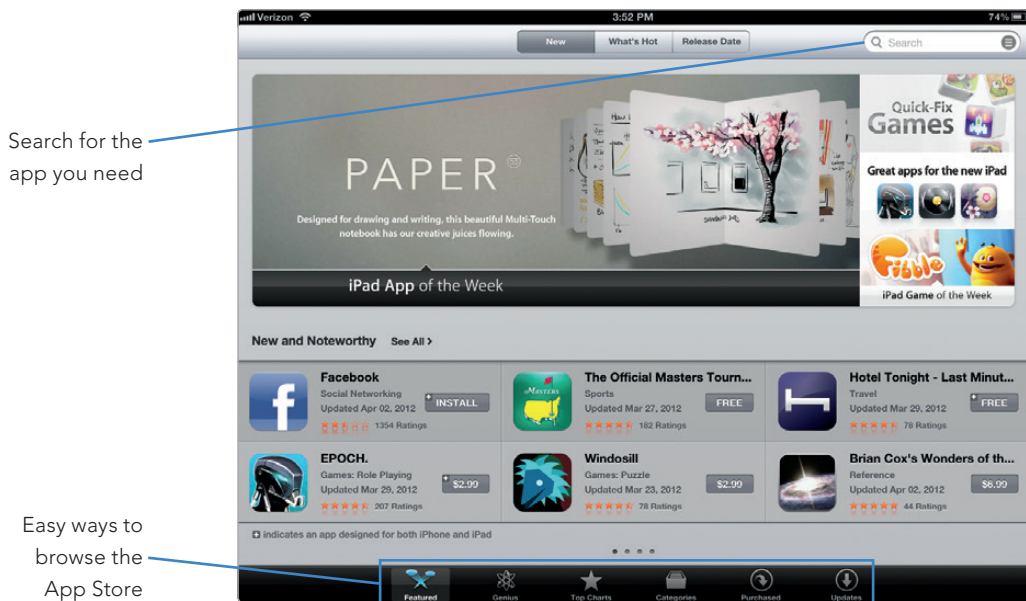 Verizon 3:52 PM 74%
New What's Hot Release Date Search
Search for the
app you need
PAPER
Designed for drawing and writing, this beautiful Multi-Touch
notebook has our creative juices flowing.
iPad App of the Week
Quick-Fix
Games
Great apps for the new iPad
Fibble
iPad Game of the Week
New and Noteworthy See All >
Facebook
Social Networking
Updated Apr 02, 2012
1354 Ratings
INSTALL
The Official Masters Tourn...
Sports
Updated Mar 27, 2012
182 Ratings
FREE
MASTERS
Hotel Tonight - Last Minut...
Travel
Updated Mar 29, 2012
78 Ratings
FREE
EPOCH.
Games: Role Playing
Updated Mar 29, 2012
207 Ratings
$2.99
Windosill
Games: Puzzle
Updated Mar 23, 2012
78 Ratings
$2.99
Brian Cox's Wonders of th...
Reference
Updated Apr 02, 2012
44 Ratings
$6.99
indicates an app designed for both iPhone and iPad
Easy ways to
browse the
App Store
Featured Genius Top Charts Categories Purchased Updates